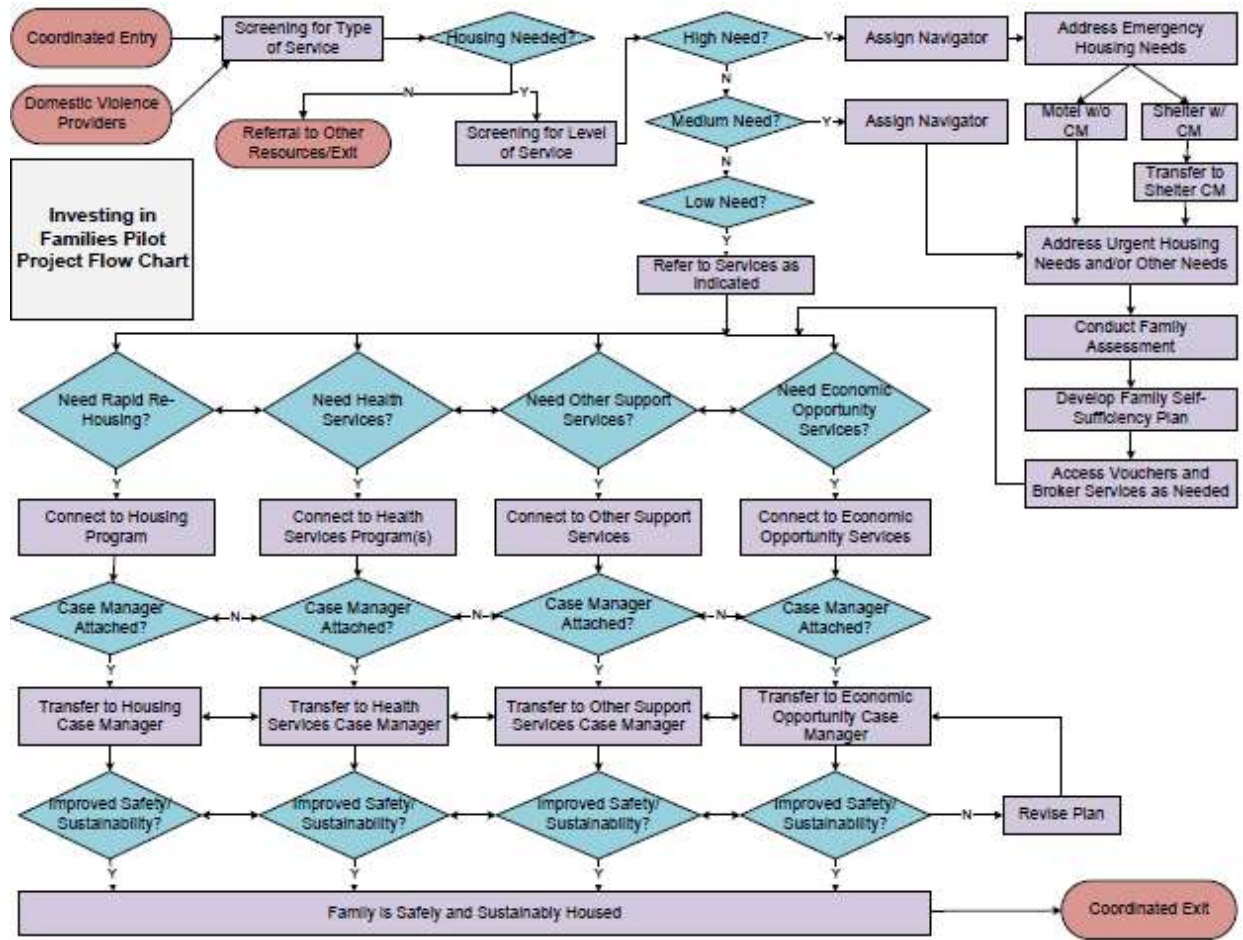 Coordinated Entry
Screening for Type
of Service
Housing Needed?
High Need?
Y
Assign Navigator
Address Emergency
Housing Needs
Domestic Violence
Providers
N
Y
N
Referral to Other
Resources/Exit
Screening for Level
of Service
Medium Need?
Y
Assign Navigator
Motel w/o
CM
Shelter w/
CM
N
Transfer to
Shelter CM
Investing in
Families Pilot
Project Flow Chart
Low Need?
Y
Address Urgent Housing
Needs and/or Other Needs
Refer to Services as
Indicated
Conduct Family
Assessment
Need Rapid Re-
Housing?
Need Health
Services?
Need Other Support
Services?
Need Economic
Opportunity
Services?
Develop Family Self-
Sufficiency Plan
Y
Y
Y
Y
Access Vouchers and
Broker Services as Needed
Connect to Housing
Program
Connect to Health
Services Program(s)
Connect to Other Support
Services
Connect to Economic
Opportunity Services
Case Manager
Attached?
N
Case Manager
Attached?
N
Case Manager
Attached?
N
Case Manager
Attached?
Y
Y
Y
Y
Transfer to Housing
Case Manager
Transfer to Health
Services Case Manager
Transfer to Other Support
Services Case Manager
Transfer to Economic
Opportunity Case
Manager
Improved Safety/
Sustainability?
Improved Safety/
Sustainability?
Improved Safety/
Sustainability?
Improved Safety/
Sustainability?
N
Revise Plan
Y
Y
Y
Y
Family is Safely and Sustainably Housed
Coordinated Exit